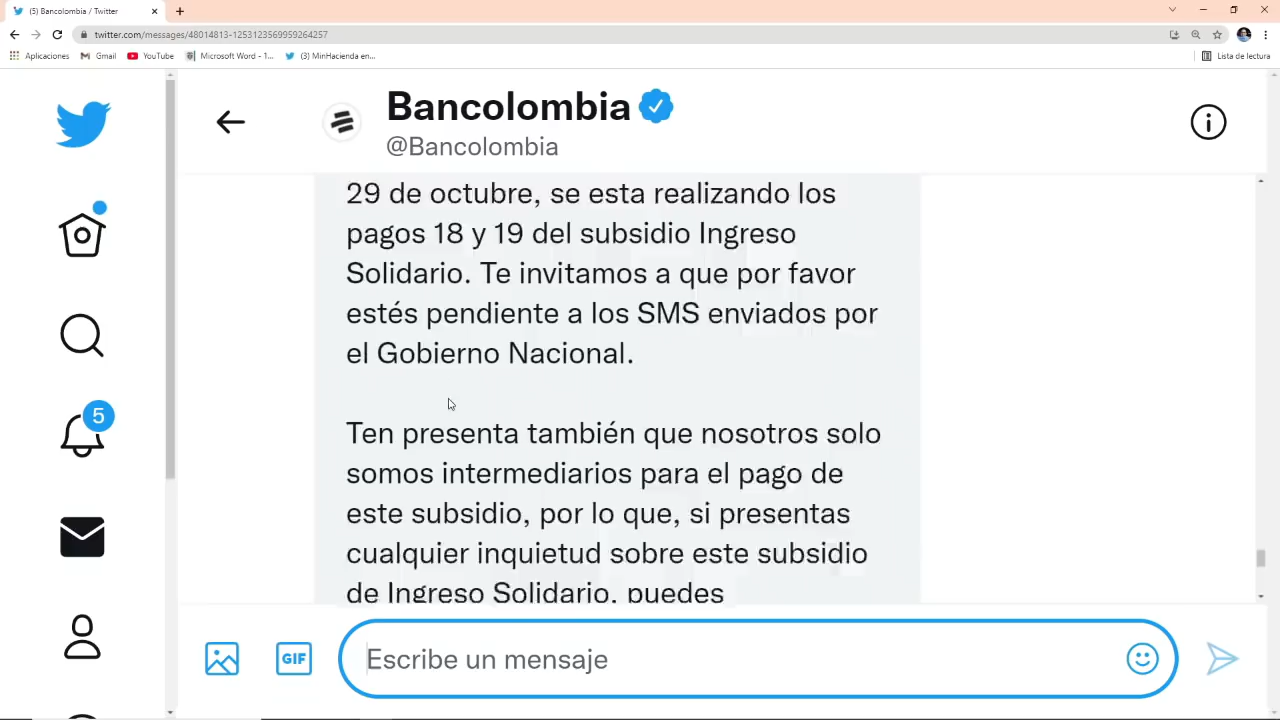 (5) Bancolombia / Twitter
twitter.com/messages/48014813-1253123569959264257
Aplicaciones
Gmail
YouTube
Microsoft Word - 1...
(3) MinHacienda en...
Lista de lectura
Bancolombia
@Bancolombia
29 de octubre, se esta realizando los
pagos 18 y 19 del subsidio Ingreso
Solidario. Te invitamos a que por favor
estés pendiente a los SMS enviados por
el Gobierno Nacional.
Ten presenta también que nosotros solo
somos intermediarios para el pago de
este subsidio, por lo que, si presentas
cualquier inquietud sobre este subsidio
de Ingreso Solidario, puedes
5
GIF
Escribe un mensaje